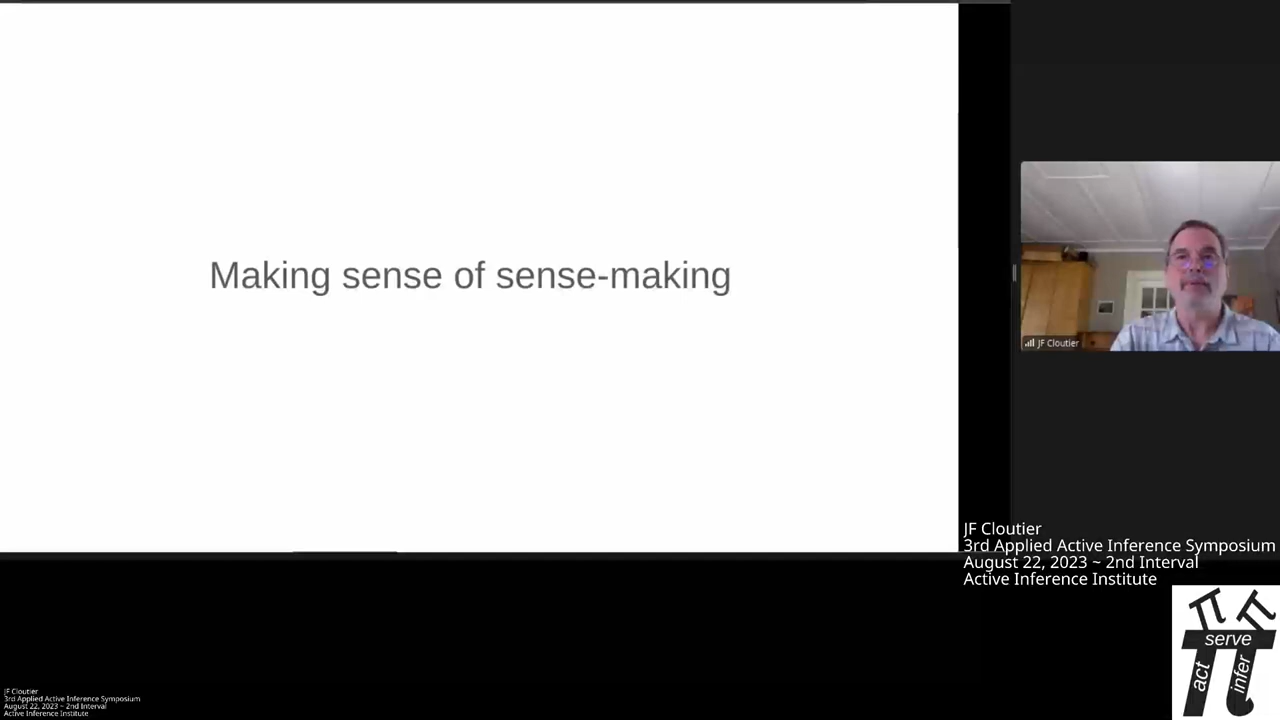 Making sense of sense-making
JF Cloutier
JF Cloutier
3rd Applied Active Inference Symposium
August 22, 2023 ~ 2nd Interval
Active Inference Institute
serve
act
infer
JF Cloutier
3rd Applied Active Inference Symposium
August 22, 2023 ~ 2nd Interval
Active Inference Institute